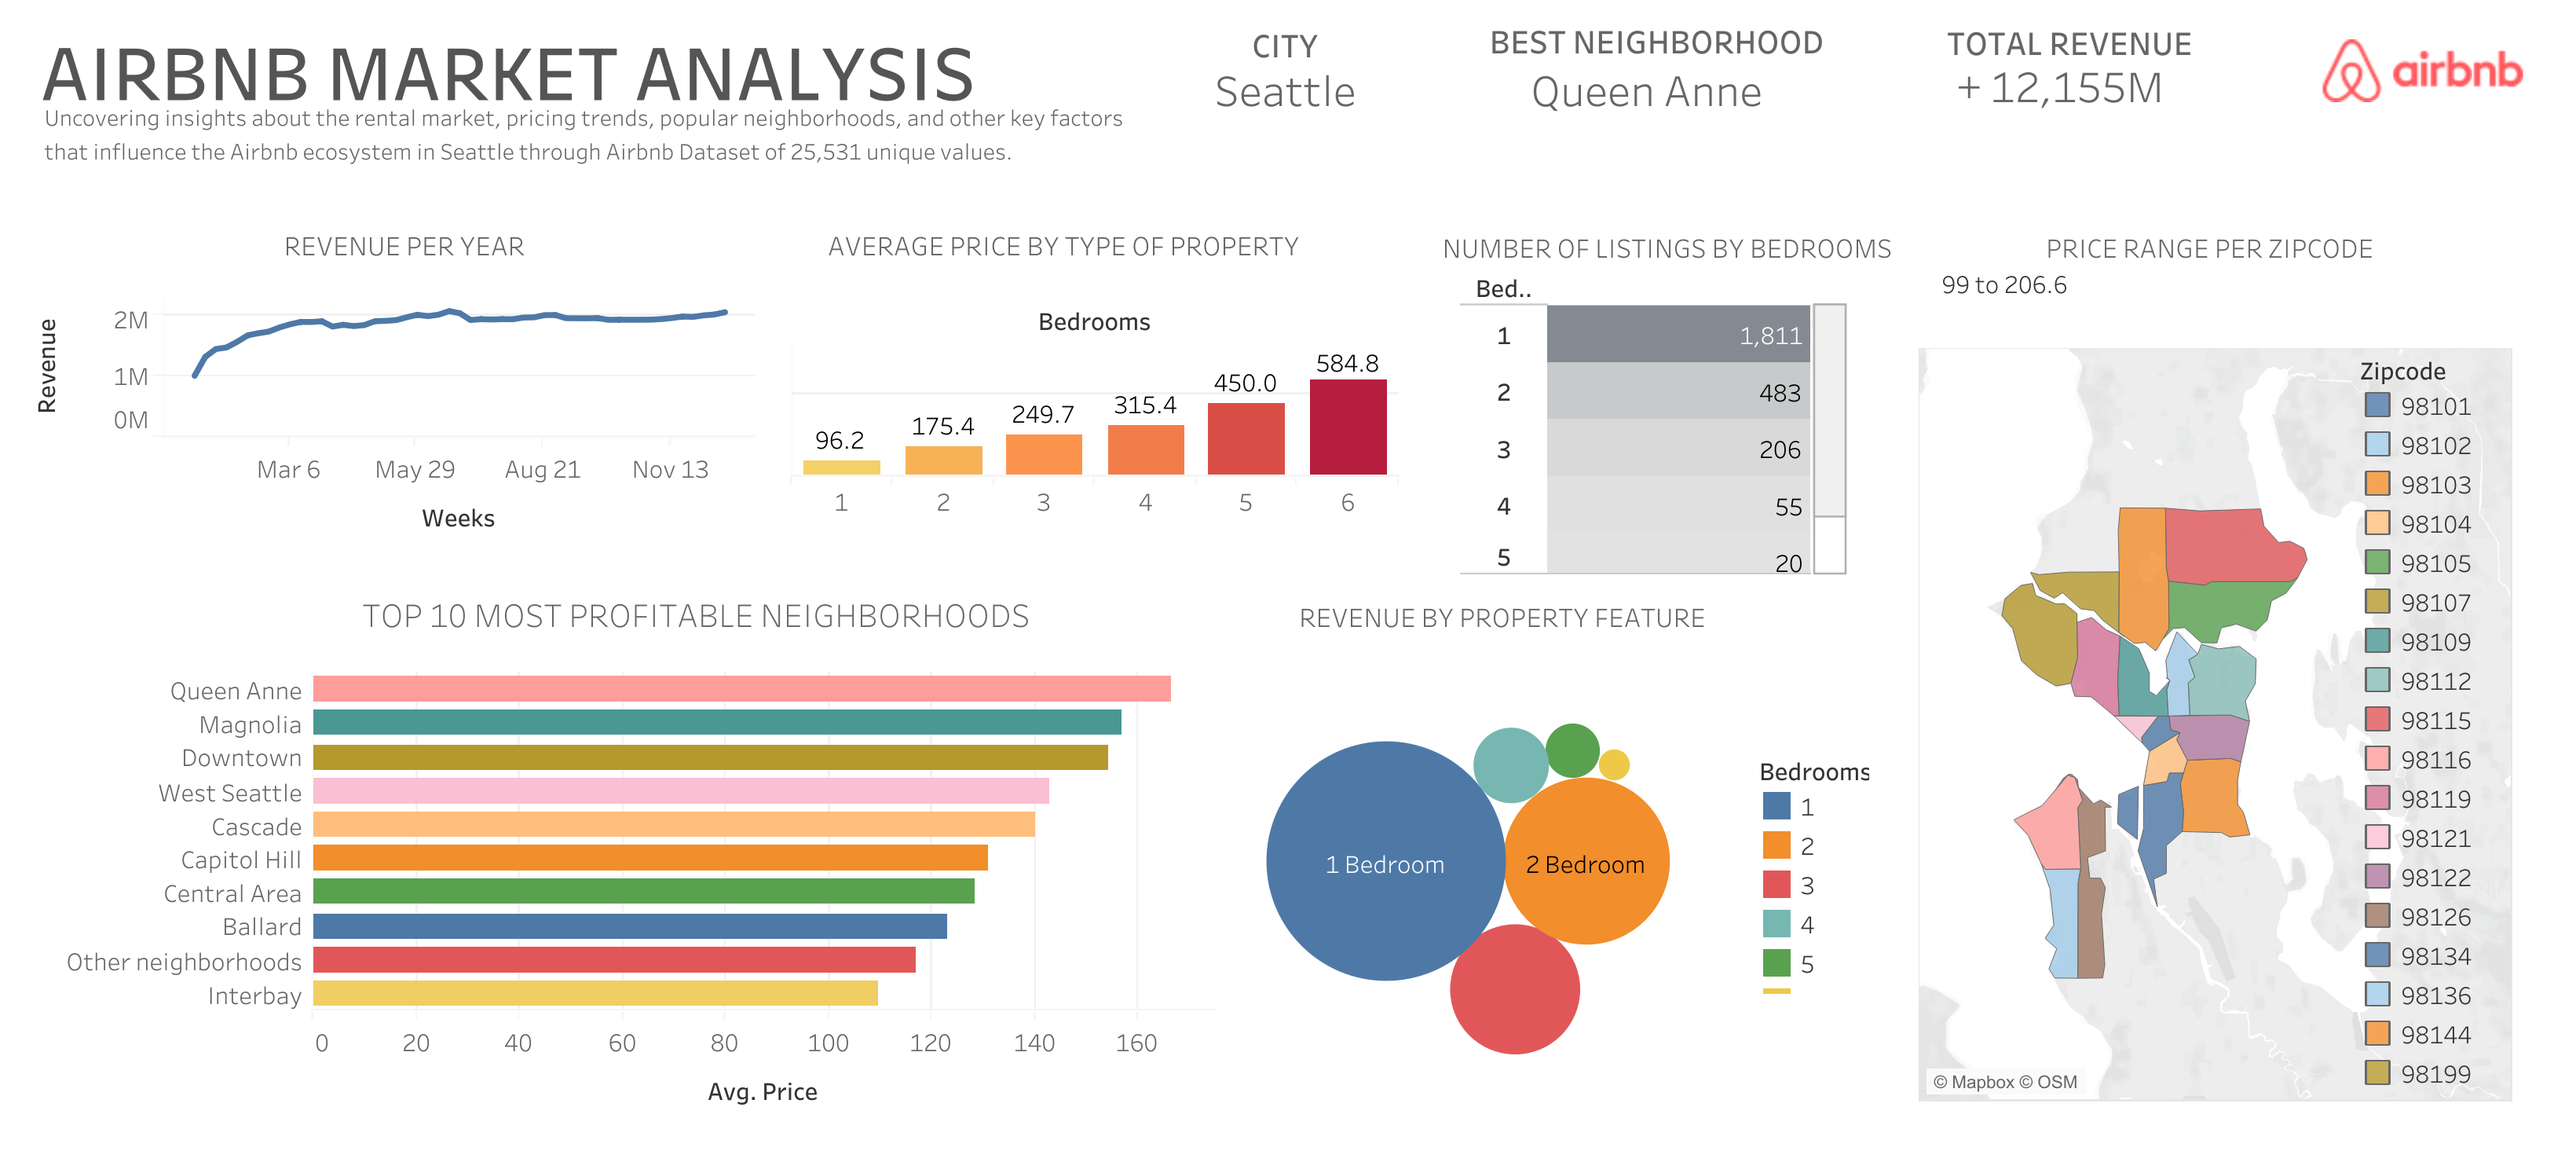 AIRBNB MARKET ANALYSIS
Uncovering insights about the rental market, pricing trends, popular neighborhoods, and other key factors
that influence the Airbnb ecosystem in Seattle through Airbnb Dataset of 25,531 unique values.
CITY
Seattle
BEST NEIGHBORHOOD
Queen Anne
TOTAL REVENUE
+ 12,155M
airbnb
REVENUE PER YEAR
Revenue
2M
1M
0M
Mar 6 May 29 Aug 21 Nov 13
Weeks
AVERAGE PRICE BY TYPE OF PROPERTY
Bedrooms
96.2 175.4 249.7 315.4 450.0 584.8
1 2 3 4 5 6
NUMBER OF LISTINGS BY BEDROOMS
Bed..
1 1,811
2 483
3 206
4 55
5 20
PRICE RANGE PER ZIPCODE
99 to 206.6
Zipcode
98101
98102
98103
98104
98105
98107
98109
98112
98115
98116
98119
98121
98122
98126
98134
98136
98144
98199
© Mapbox © OSM
TOP 10 MOST PROFITABLE NEIGHBORHOODS
Queen Anne
Magnolia
Downtown
West Seattle
Cascade
Capitol Hill
Central Area
Ballard
Other neighborhoods
Interbay
0 20 40 60 80 100 120 140 160
Avg. Price
REVENUE BY PROPERTY FEATURE
1 Bedroom
2 Bedroom
Bedrooms
1
2
3
4
5